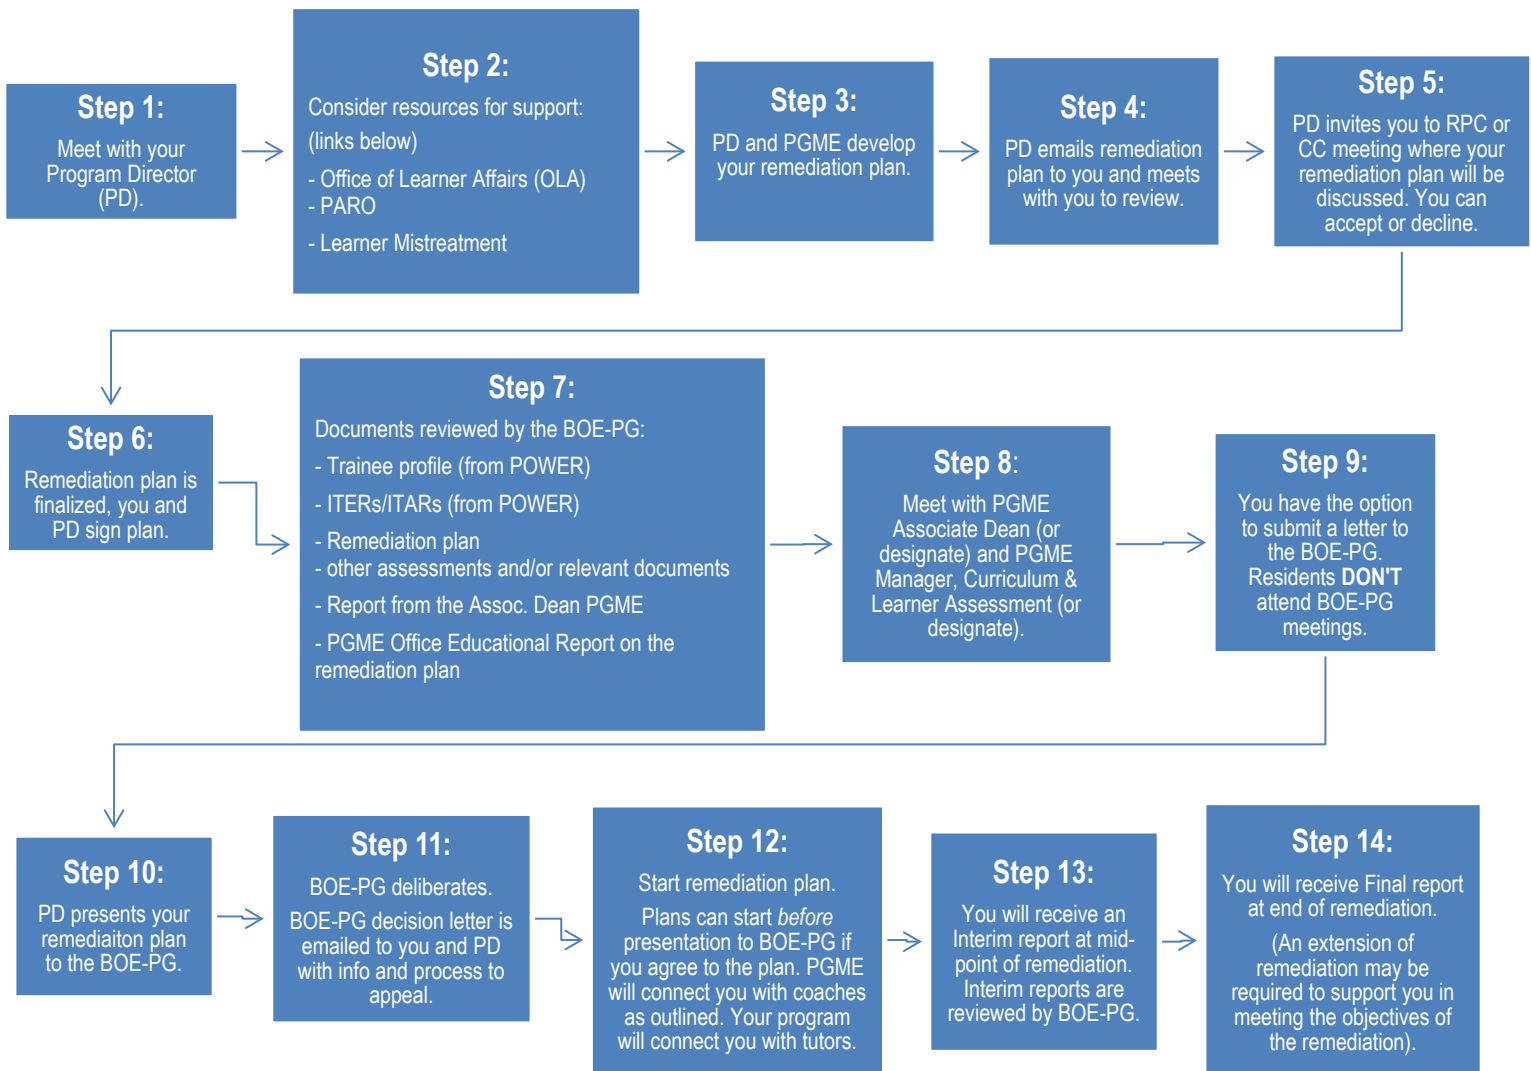 Step 1:
Meet with your
Program Director
(PD).
Step 2:
Consider resources for support:
(links below)
- Office of Learner Affairs (OLA)
- PARO
- Learner Mistreatment
Step 3:
PD and PGME develop
your remediation plan.
Step 4:
PD emails remediation
plan to you and meets
with you to review.
Step 5:
PD invites you to RPC or
CC meeting where your
remediation plan will be
discussed. You can
accept or decline.
Step 6:
Remediation plan is
finalized, you and
PD sign plan.
Step 7:
Documents reviewed by the BOE-PG:
- Trainee profile (from POWER)
- ITERs/ITARs (from POWER)
- Remediation plan
- other assessments and/or relevant documents
- Report from the Assoc. Dean PGME
- PGME Office Educational Report on the
remediation plan
Step 8:
Meet with PGME
Associate Dean (or
designate) and PGME
Manager, Curriculum &
Learner Assessment (or
designate).
Step 9:
You have the option
to submit a letter to
the BOE-PG.
Residents DON'T
attend BOE-PG
meetings.
Step 10:
PD presents your
remediaiton plan
to the BOE-PG.
Step 11:
BOE-PG deliberates.
BOE-PG decision letter is
emailed to you and PD
with info and process to
appeal.
Step 12:
Start remediation plan.
Plans can start before
presentation to BOE-PG if
you agree to the plan. PGME
will connect you with coaches
as outlined. Your program
will connect you with tutors.
Step 13:
You will receive an
Interim report at mid-
point of remediation.
Interim reports are
reviewed by BOE-PG.
Step 14:
You will receive Final report
at end of remediation.
(An extension of
remediation may be
required to support you in
meeting the objectives of
the remediation).